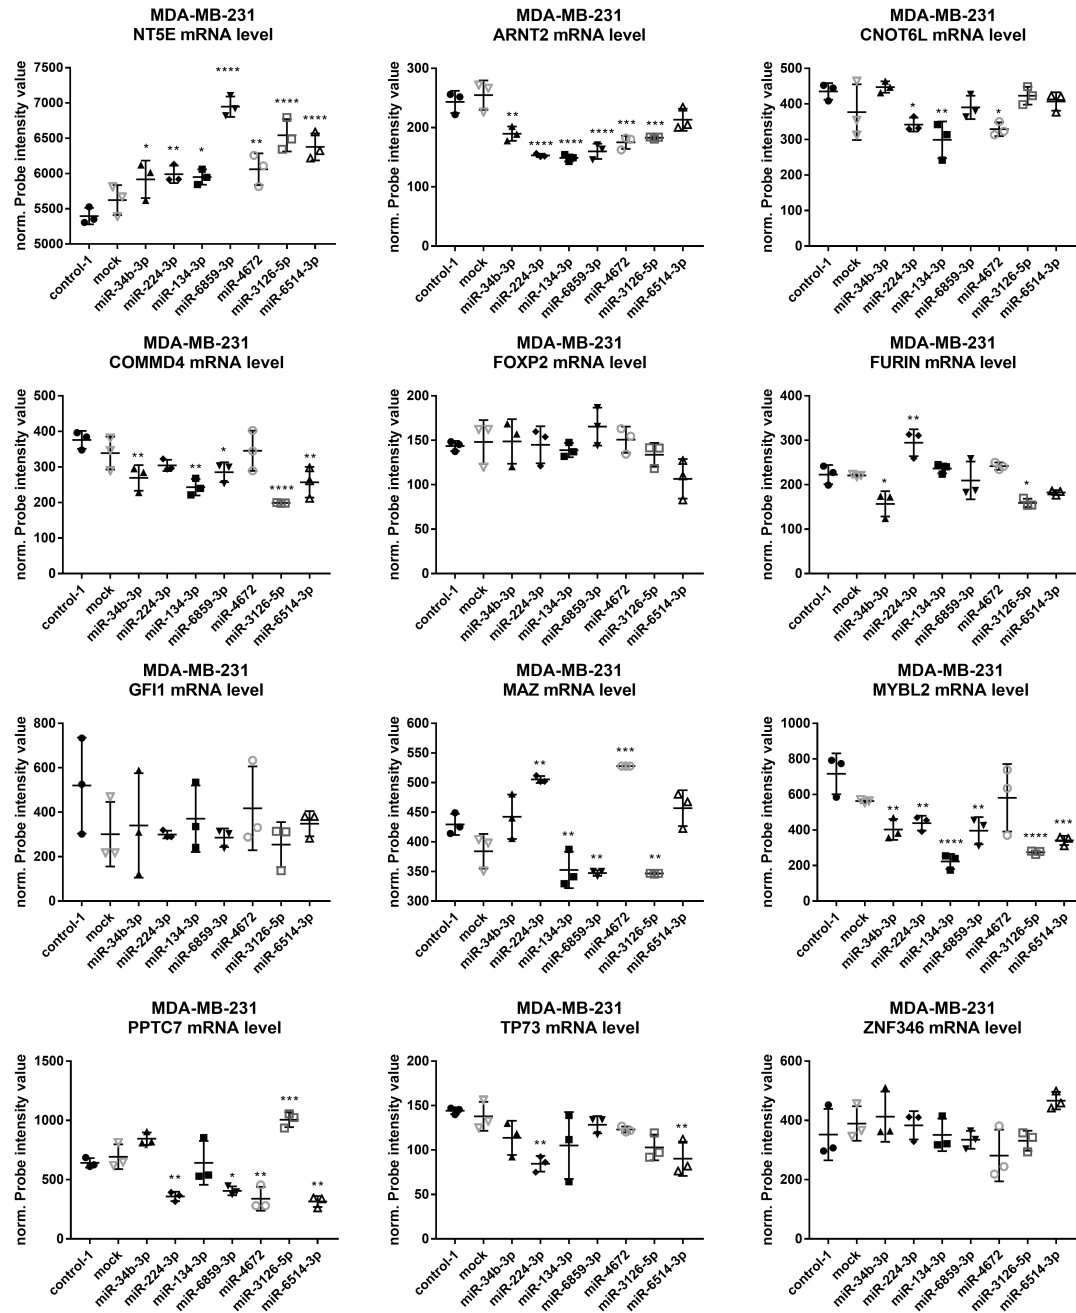 MDA-MB-231
NT5E mRNA level
norm. Probe intensity value
7500
7000
6500
6000
5500
5000
* ** * **** ** **** ****
control-1
mock
miR-34b-3p
miR-224-3p
miR-134-3p
miR-6859-3p
miR-4672
miR-3126-5p
miR-6514-3p
MDA-MB-231
ARNT2 mRNA level
norm. Probe intensity value
300
200
100
0
** **** **** **** *** ***
control-1
mock
miR-34b-3p
miR-224-3p
miR-134-3p
miR-6859-3p
miR-4672
miR-3126-5p
miR-6514-3p
MDA-MB-231
CNOT6L mRNA level
norm. Probe intensity value
500
400
300
200
100
0
* ** *
control-1
mock
miR-34b-3p
miR-224-3p
miR-134-3p
miR-6859-3p
miR-4672
miR-3126-5p
miR-6514-3p
MDA-MB-231
COMMD4 mRNA level
norm. Probe intensity value
500
400
300
200
100
0
** ** * **** **
control-1
mock
miR-34b-3p
miR-224-3p
miR-134-3p
miR-6859-3p
miR-4672
miR-3126-5p
miR-6514-3p
MDA-MB-231
FOXP2 mRNA level
norm. Probe intensity value
200
150
100
50
0
control-1
mock
miR-34b-3p
miR-224-3p
miR-134-3p
miR-6859-3p
miR-4672
miR-3126-5p
miR-6514-3p
MDA-MB-231
FURIN mRNA level
norm. Probe intensity value
400
300
200
100
0
* ** *
control-1
mock
miR-34b-3p
miR-224-3p
miR-134-3p
miR-6859-3p
miR-4672
miR-3126-5p
miR-6514-3p
MDA-MB-231
GFI1 mRNA level
norm. Probe intensity value
800
600
400
200
0
control-1
mock
miR-34b-3p
miR-224-3p
miR-134-3p
miR-6859-3p
miR-4672
miR-3126-5p
miR-6514-3p
MDA-MB-231
MAZ mRNA level
norm. Probe intensity value
600
550
500
450
400
350
300
** ** ** *** **
control-1
mock
miR-34b-3p
miR-224-3p
miR-134-3p
miR-6859-3p
miR-4672
miR-3126-5p
miR-6514-3p
MDA-MB-231
MYBL2 mRNA level
norm. Probe intensity value
1000
800
600
400
200
0
** ** **** ** **** ***
control-1
mock
miR-34b-3p
miR-224-3p
miR-134-3p
miR-6859-3p
miR-4672
miR-3126-5p
miR-6514-3p
MDA-MB-231
PPTC7 mRNA level
norm. Probe intensity value
1500
1000
500
0
* ** * ** *** **
control-1
mock
miR-34b-3p
miR-224-3p
miR-134-3p
miR-6859-3p
miR-4672
miR-3126-5p
miR-6514-3p
MDA-MB-231
TP73 mRNA level
norm. Probe intensity value
200
150
100
50
0
** **
control-1
mock
miR-34b-3p
miR-224-3p
miR-134-3p
miR-6859-3p
miR-4672
miR-3126-5p
miR-6514-3p
MDA-MB-231
ZNF346 mRNA level
norm. Probe intensity value
600
400
200
0
control-1
mock
miR-34b-3p
miR-224-3p
miR-134-3p
miR-6859-3p
miR-4672
miR-3126-5p
miR-6514-3p